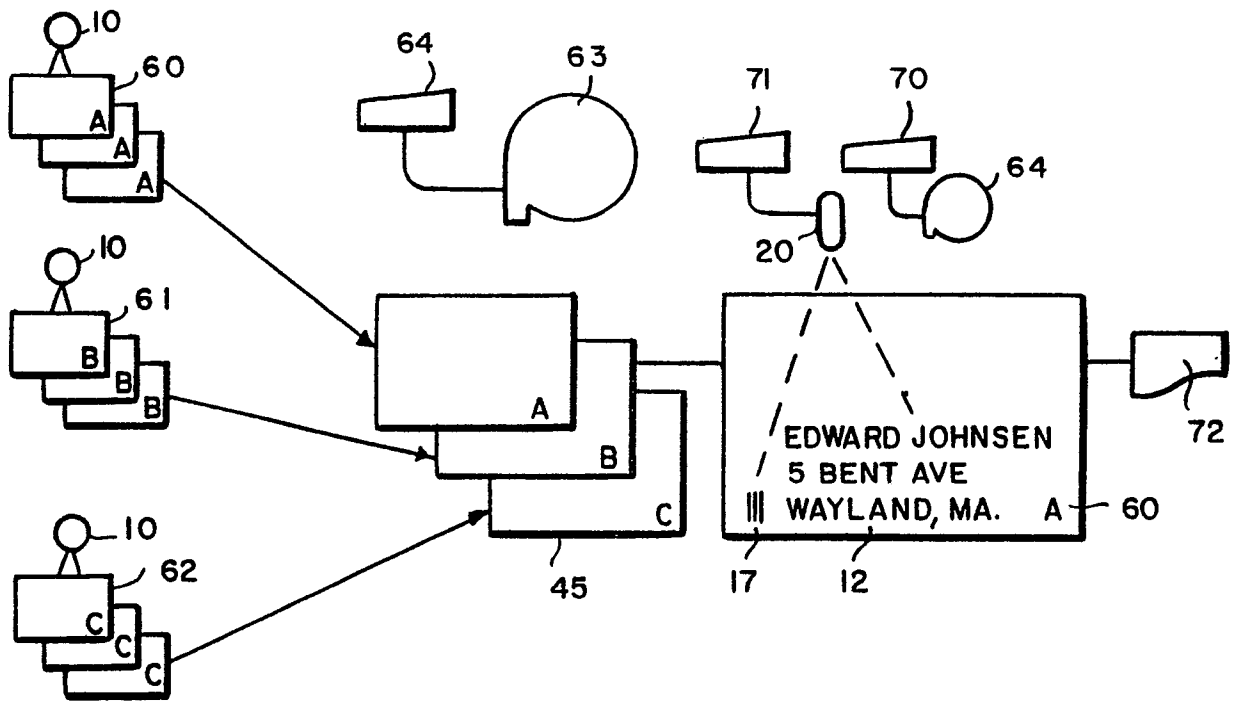 10
60
A
A
A
64
63
71
70
64
20
10
61
B
B
B
A
B
C
45
EDWARD JOHNSEN
5 BENT AVE
WAYLAND, MA. A 60
17
12
72
10
62
C
C
C